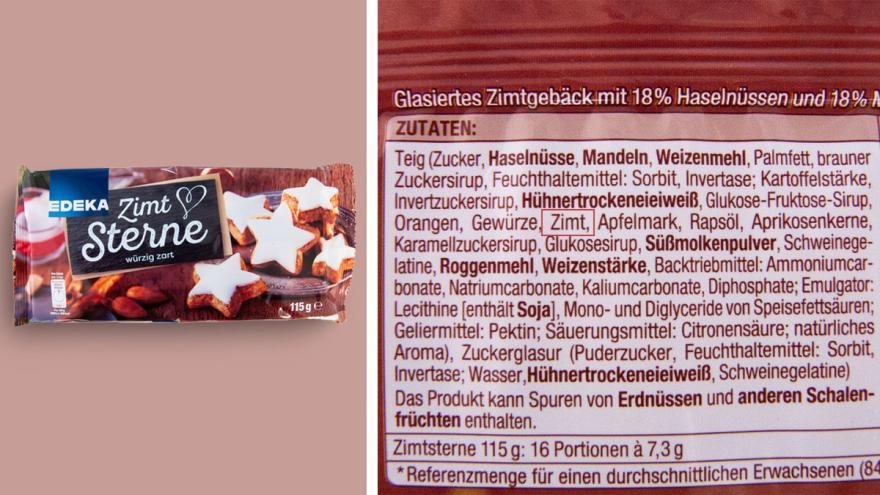 EDEKA
Zimt
Sterne
würzig zart
115 g e
Glasiertes Zimtgebäck mit 18% Haselnüssen und 18%
ZUTATEN:
Teig (Zucker, Haselnüsse, Mandeln, Weizenmehl, Palmfett, brauner
Zuckersirup, Feuchthaltemittel: Sorbit, Invertase; Kartoffelstärke,
Invertzuckersirup, Hühnertrockeneieiweiß, Glukose-Fruktose-Sirup,
Orangen, Gewürze, Zimt, Apfelmark, Rapsöl, Aprikosenkerne,
Karamellzuckersirup, Glukosesirup, Süßmolkenpulver, Schweinege-
latine, Roggenmehl, Weizenstärke, Backtriebmittel: Ammoniumcar-
bonate, Natriumcarbonate, Kaliumcarbonate, Diphosphate; Emulgator:
Lecithine [enthält Soja], Mono- und Diglyceride von Speisefettsäuren;
Geliermittel: Pektin; Säuerungsmittel: Citronensäure; natürliches
Aroma), Zuckerglasur (Puderzucker, Feuchthaltemittel: Sorbit,
Invertase; Wasser,Hühnertrockeneieiweiß, Schweinegelatine)
Das Produkt kann Spuren von Erdnüssen und anderen Schalen-
früchten enthalten.
Zimtsterne 115 g: 16 Portionen à 7,3 g
*Referenzmenge für einen durchschnittlichen Erwachsenen (84